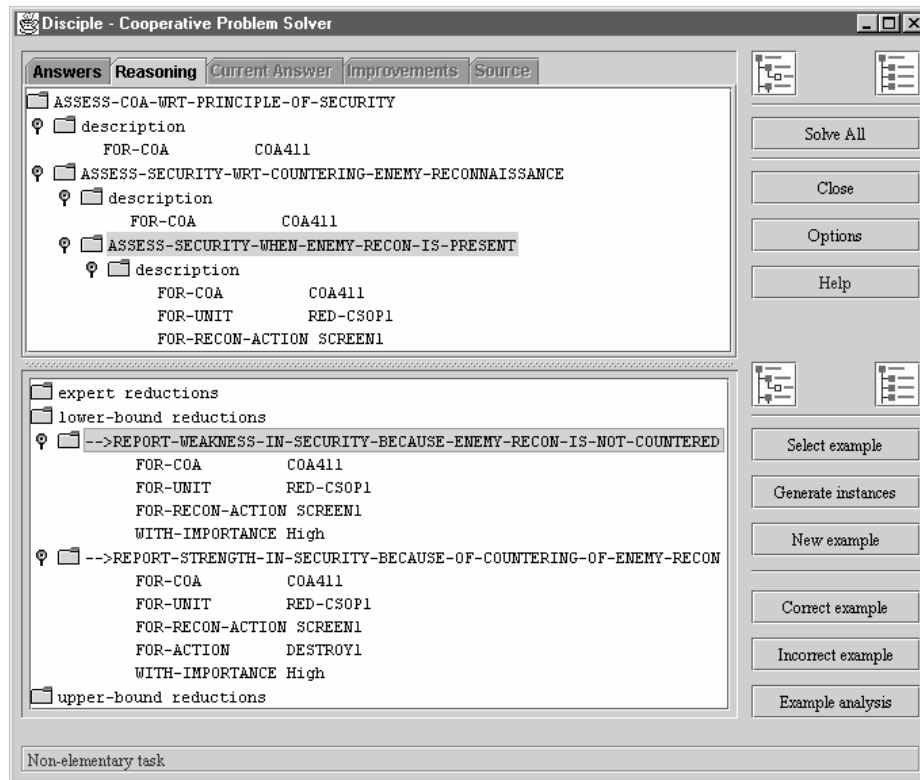 Disciple - Cooperative Problem Solver
Answers Reasoning Current Answer Improvements Source
ASSESS-COA-WRT-PRINCIPLE-OF-SECURITY
description
FOR-COA COA411
ASSESS-SECURITY-WRT-COUNTERING-ENEMY-RECONNAISSANCE
description
FOR-COA COA411
ASSESS-SECURITY-WHEN-ENEMY-RECON-IS-PRESENT
description
FOR-COA COA411
FOR-UNIT RED-CSOP1
FOR-RECON-ACTION SCREEN1
Solve All
Close
Options
Help
expert reductions
lower-bound reductions
-->REPORT-WEAKNESS-IN-SECURITY-BECAUSE-ENEMY-RECON-IS-NOT-COUNTERED
FOR-COA COA411
FOR-UNIT RED-CSOP1
FOR-RECON-ACTION SCREEN1
WITH-IMPORTANCE High
-->REPORT-STRENGTH-IN-SECURITY-BECAUSE-OF-COUNTERING-OF-ENEMY-RECON
FOR-COA COA411
FOR-UNIT RED-CSOP1
FOR-RECON-ACTION SCREEN1
FOR-ACTION DESTROY1
WITH-IMPORTANCE High
upper-bound reductions
Select example
Generate instances
New example
Correct example
Incorrect example
Example analysis
Non-elementary task